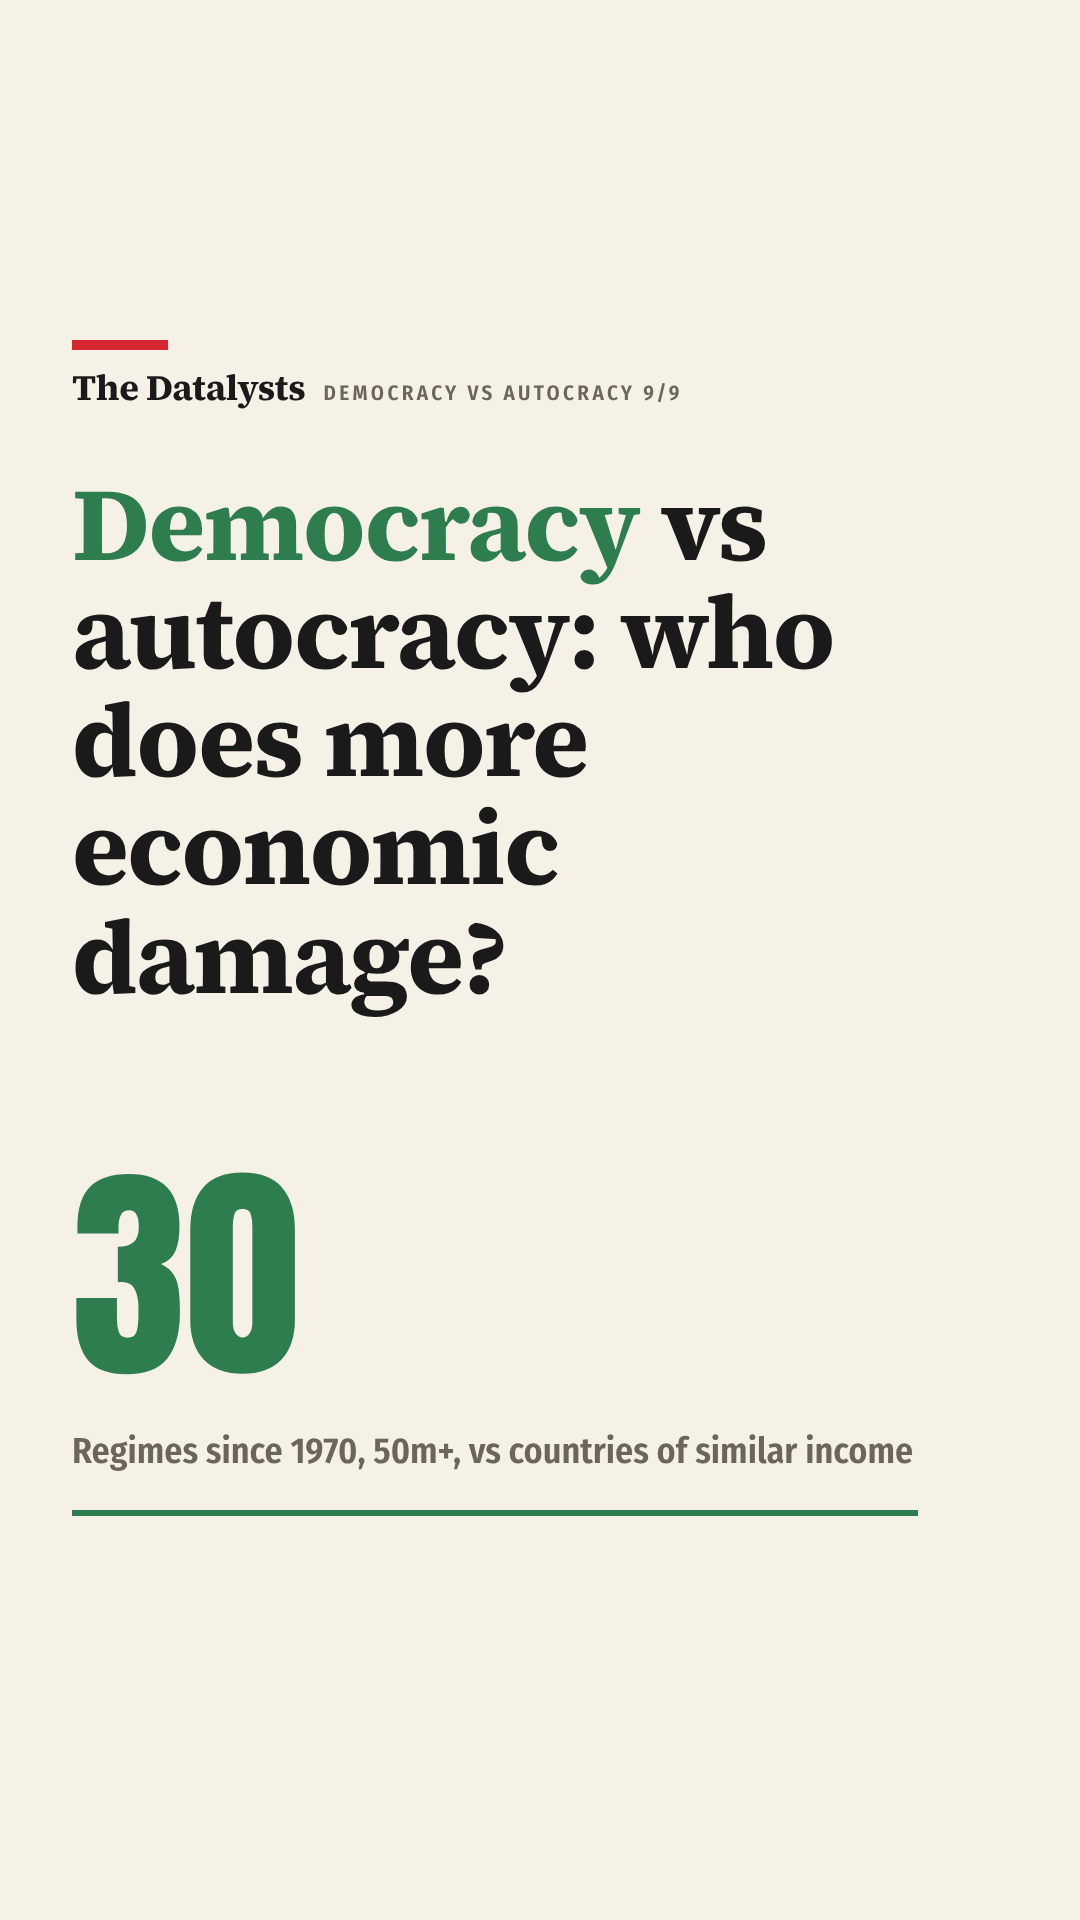 The Datalysts DEMOCRACY VS AUTOCRACY 9/9
Democracy vs
autocracy: who
does more
economic
damage?
30
Regimes since 1970, 50m+, vs countries of similar income